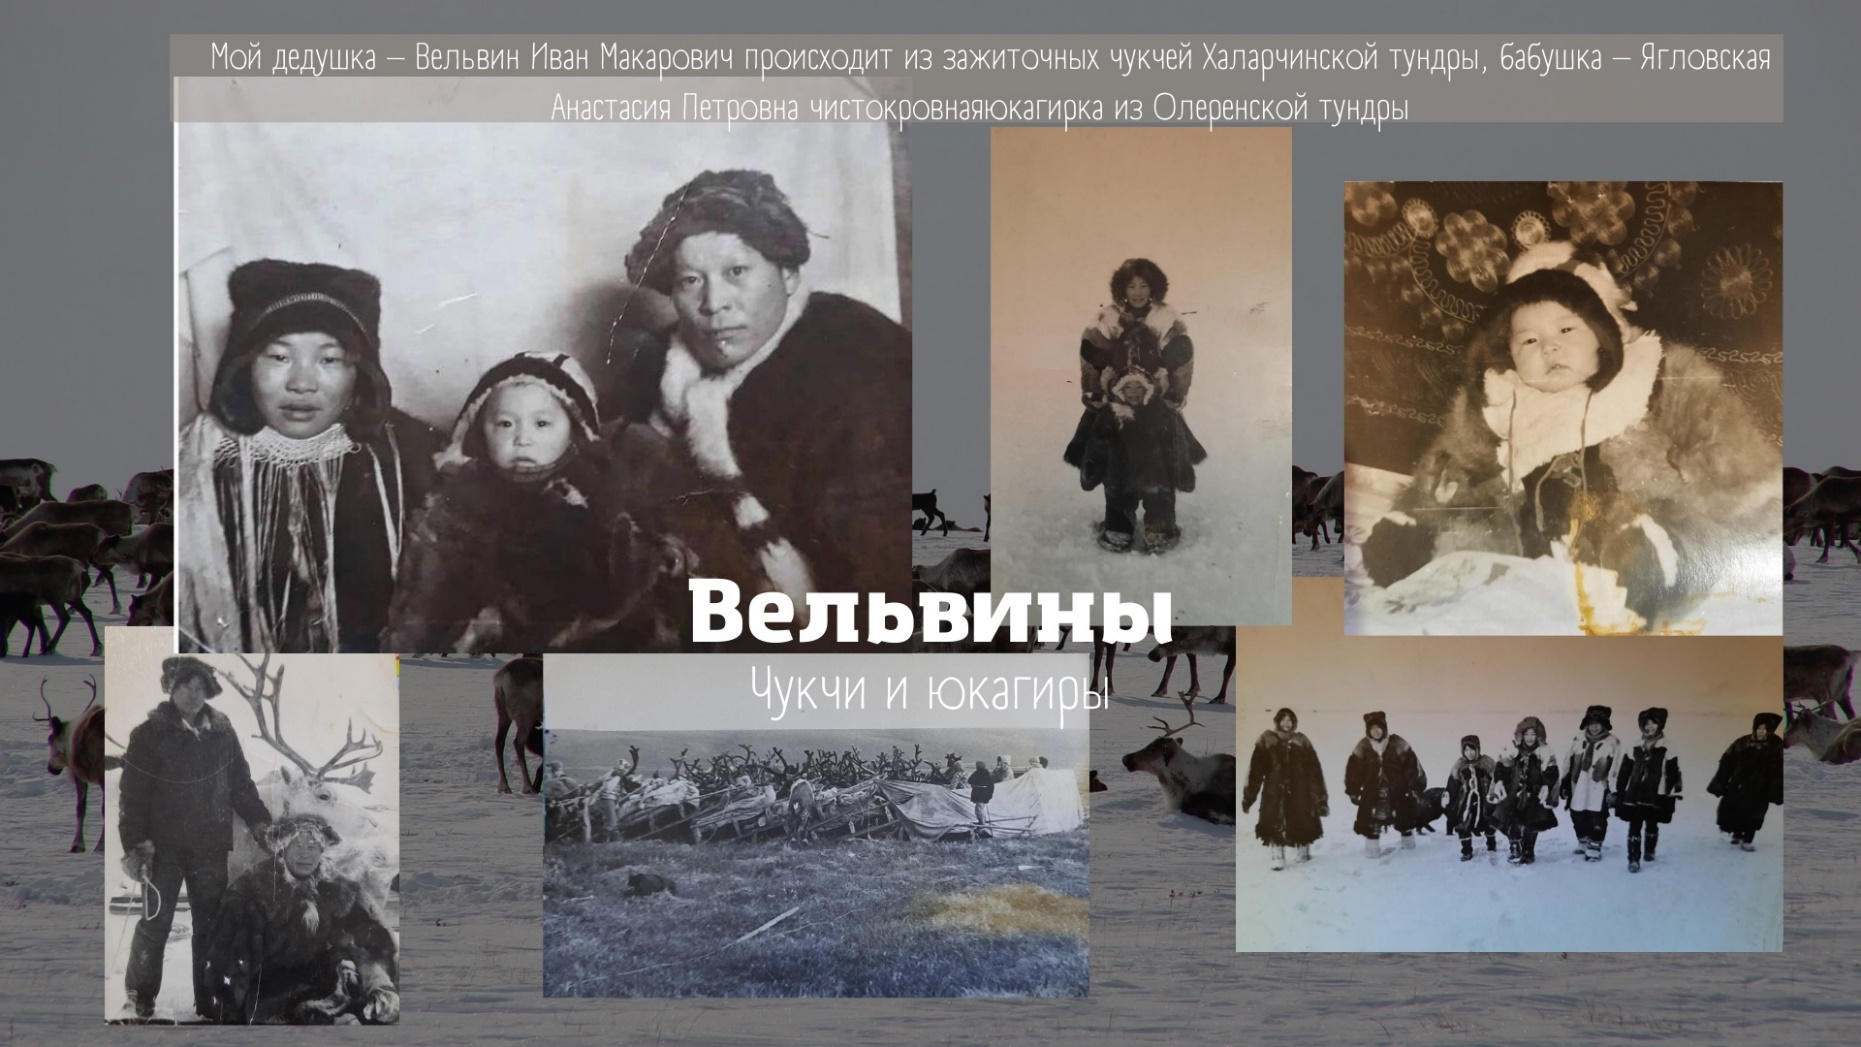 Мой дедушка – Вельвин Иван Макарович происходит из зажиточных чукчей Халарчинской тундры, бабушка – Ягловская
Анастасия Петровна чистокровнаяюкагирка из Олеренской тундры
Вельвины
Чукчи и юкагиры